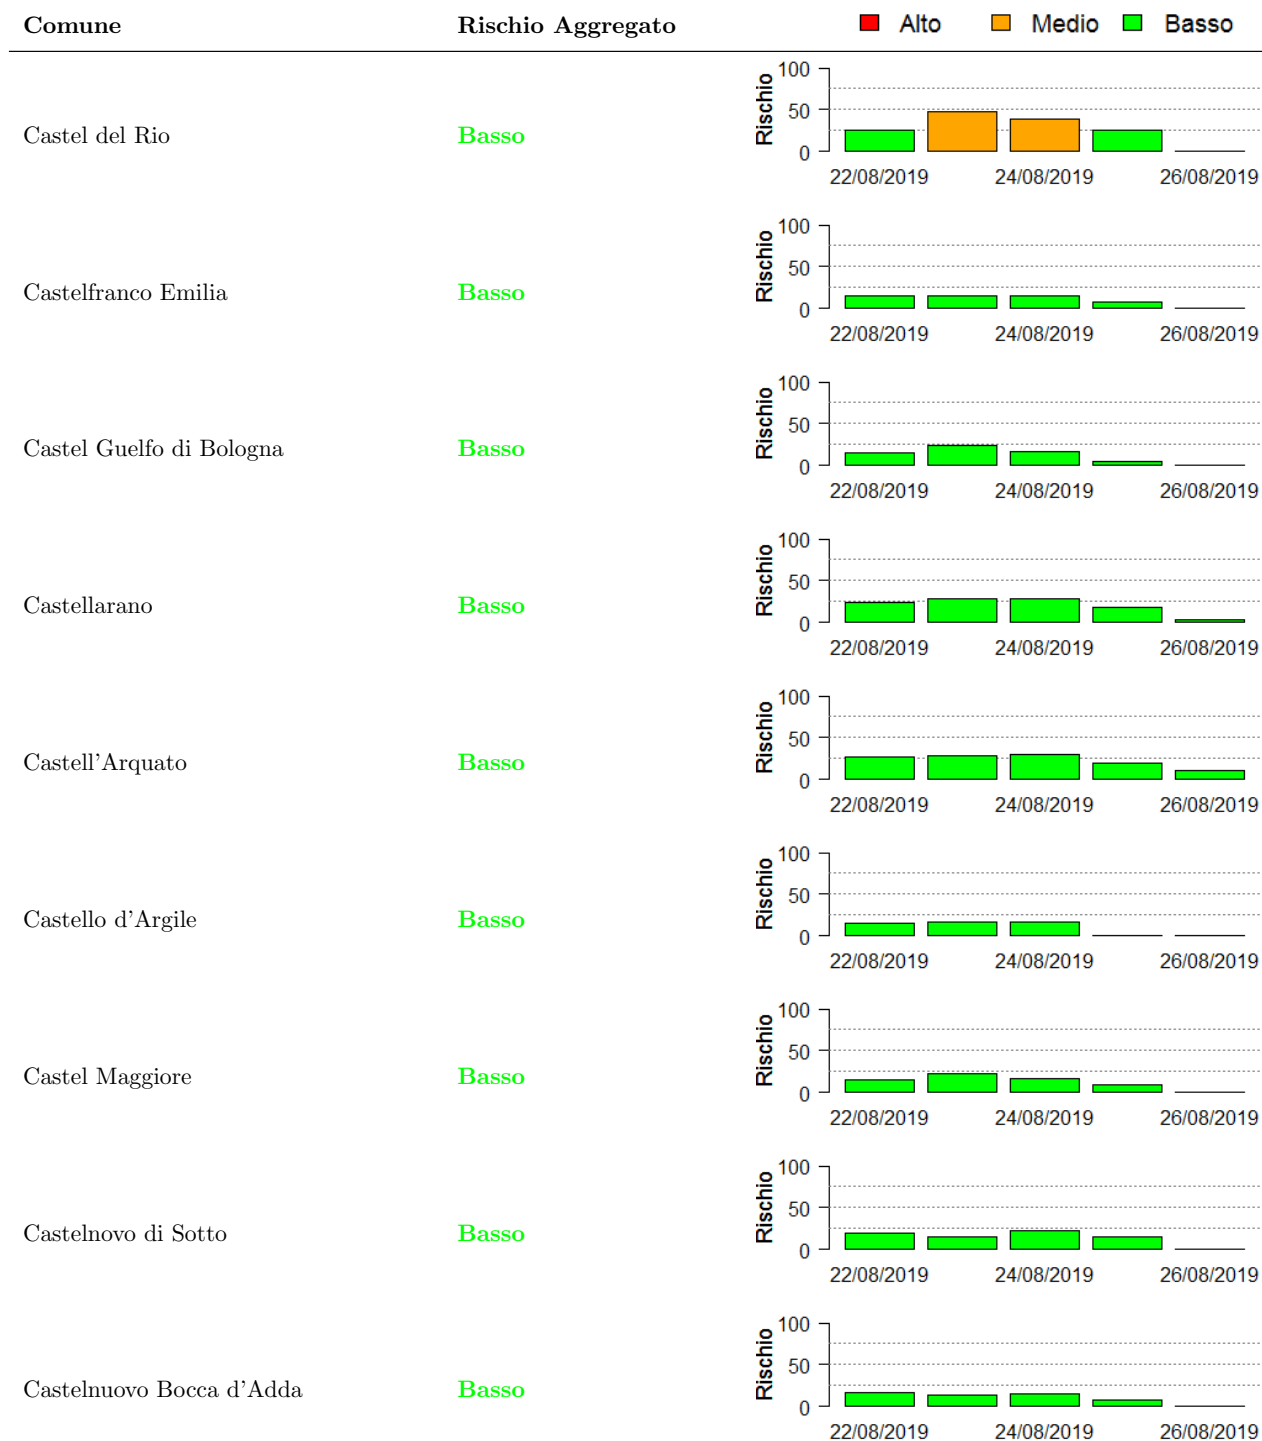 Comune Rischio Aggregato Alto Medio Basso
Castel del Rio Basso Rischio 100 50 0
22/08/2019 24/08/2019 26/08/2019
Castelfranco Emilia Basso Rischio 100 50 0
22/08/2019 24/08/2019 26/08/2019
Castel Guelfo di Bologna Basso Rischio 100 50 0
22/08/2019 24/08/2019 26/08/2019
Castellarano Basso Rischio 100 50 0
22/08/2019 24/08/2019 26/08/2019
Castell'Arquato Basso Rischio 100 50 0
22/08/2019 24/08/2019 26/08/2019
Castello d'Argile Basso Rischio 100 50 0
22/08/2019 24/08/2019 26/08/2019
Castel Maggiore Basso Rischio 100 50 0
22/08/2019 24/08/2019 26/08/2019
Castelnovo di Sotto Basso Rischio 100 50 0
22/08/2019 24/08/2019 26/08/2019
Castelnuovo Bocca d'Adda Basso Rischio 100 50 0
22/08/2019 24/08/2019 26/08/2019